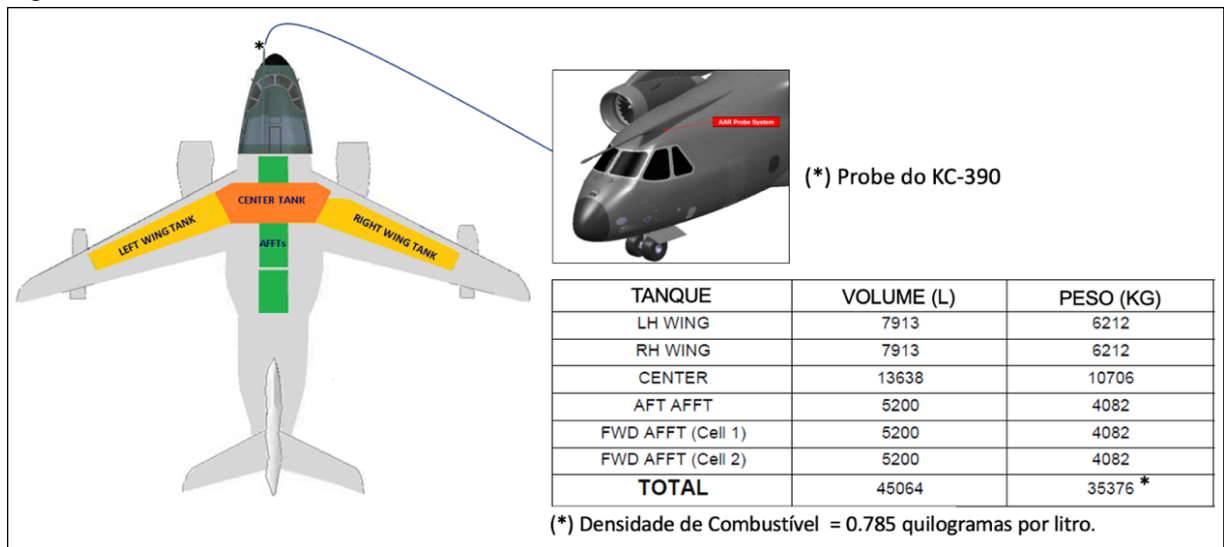 *
CENTER TANK
LEFT WING TANK
RIGHT WING TANK
AFFTs
AAR Probe System
(*) Probe do KC-390
TANQUE VOLUME (L) PESO (KG)
LH WING 7913 6212
RH WING 7913 6212
CENTER 13638 10706
AFT AFFT 5200 4082
FWD AFFT (Cell 1) 5200 4082
FWD AFFT (Cell 2) 5200 4082
TOTAL 45064 35376 *
(*) Densidade de Combustível = 0.785 quilogramas por litro.